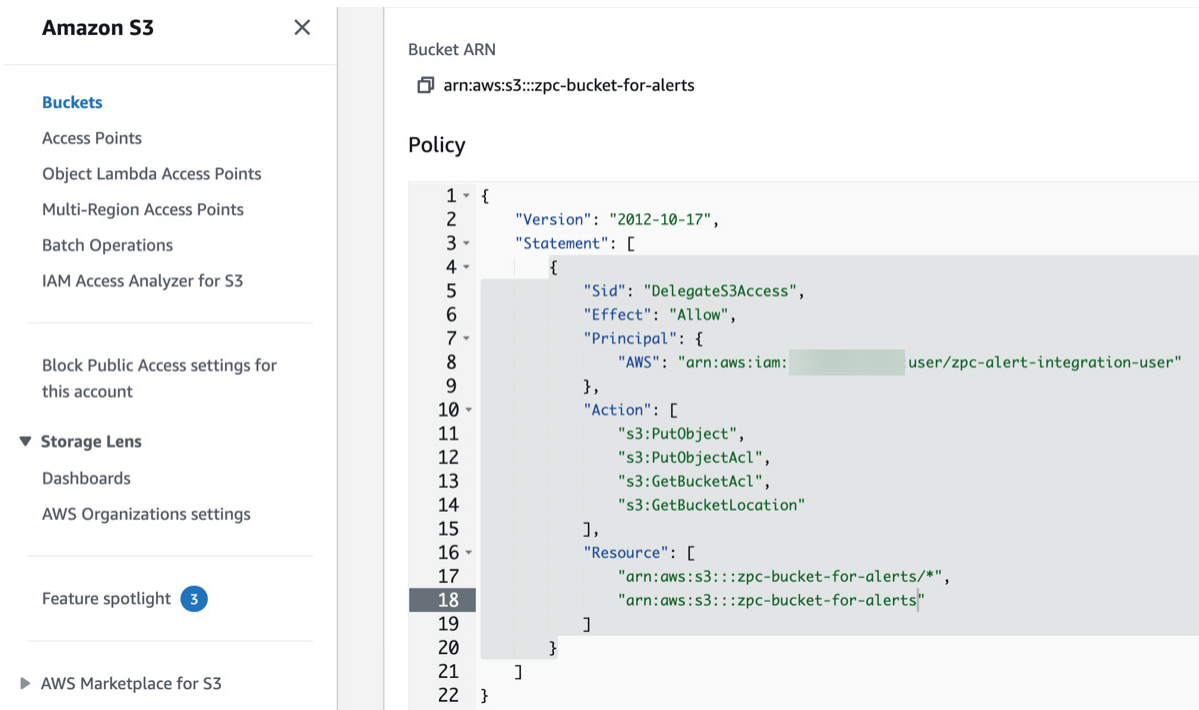 Amazon S3
Buckets
Access Points
Object Lambda Access Points
Multi-Region Access Points
Batch Operations
IAM Access Analyzer for S3
Block Public Access settings for
this account
Storage Lens
Dashboards
AWS Organizations settings
Feature spotlight 3
AWS Marketplace for S3
Bucket ARN
arn:aws:s3:::zpc-bucket-for-alerts
Policy
1 {
2 "Version": "2012-10-17",
3 "Statement": [
4 {
5 "Sid": "DelegateS3Access",
6 "Effect": "Allow",
7 "Principal": {
8 "AWS": "arn:aws:iam: :user/zpc-alert-integration-user"
9 },
10 "Action": [
11 "s3:PutObject",
12 "s3:PutObjectAcl",
13 "s3:GetBucketAcl",
14 "s3:GetBucketLocation"
15 ],
16 "Resource": [
17 "arn:aws:s3:::zpc-bucket-for-alerts/*",
18 "arn:aws:s3:::zpc-bucket-for-alerts"
19 ]
20 }
21 ]
22 }